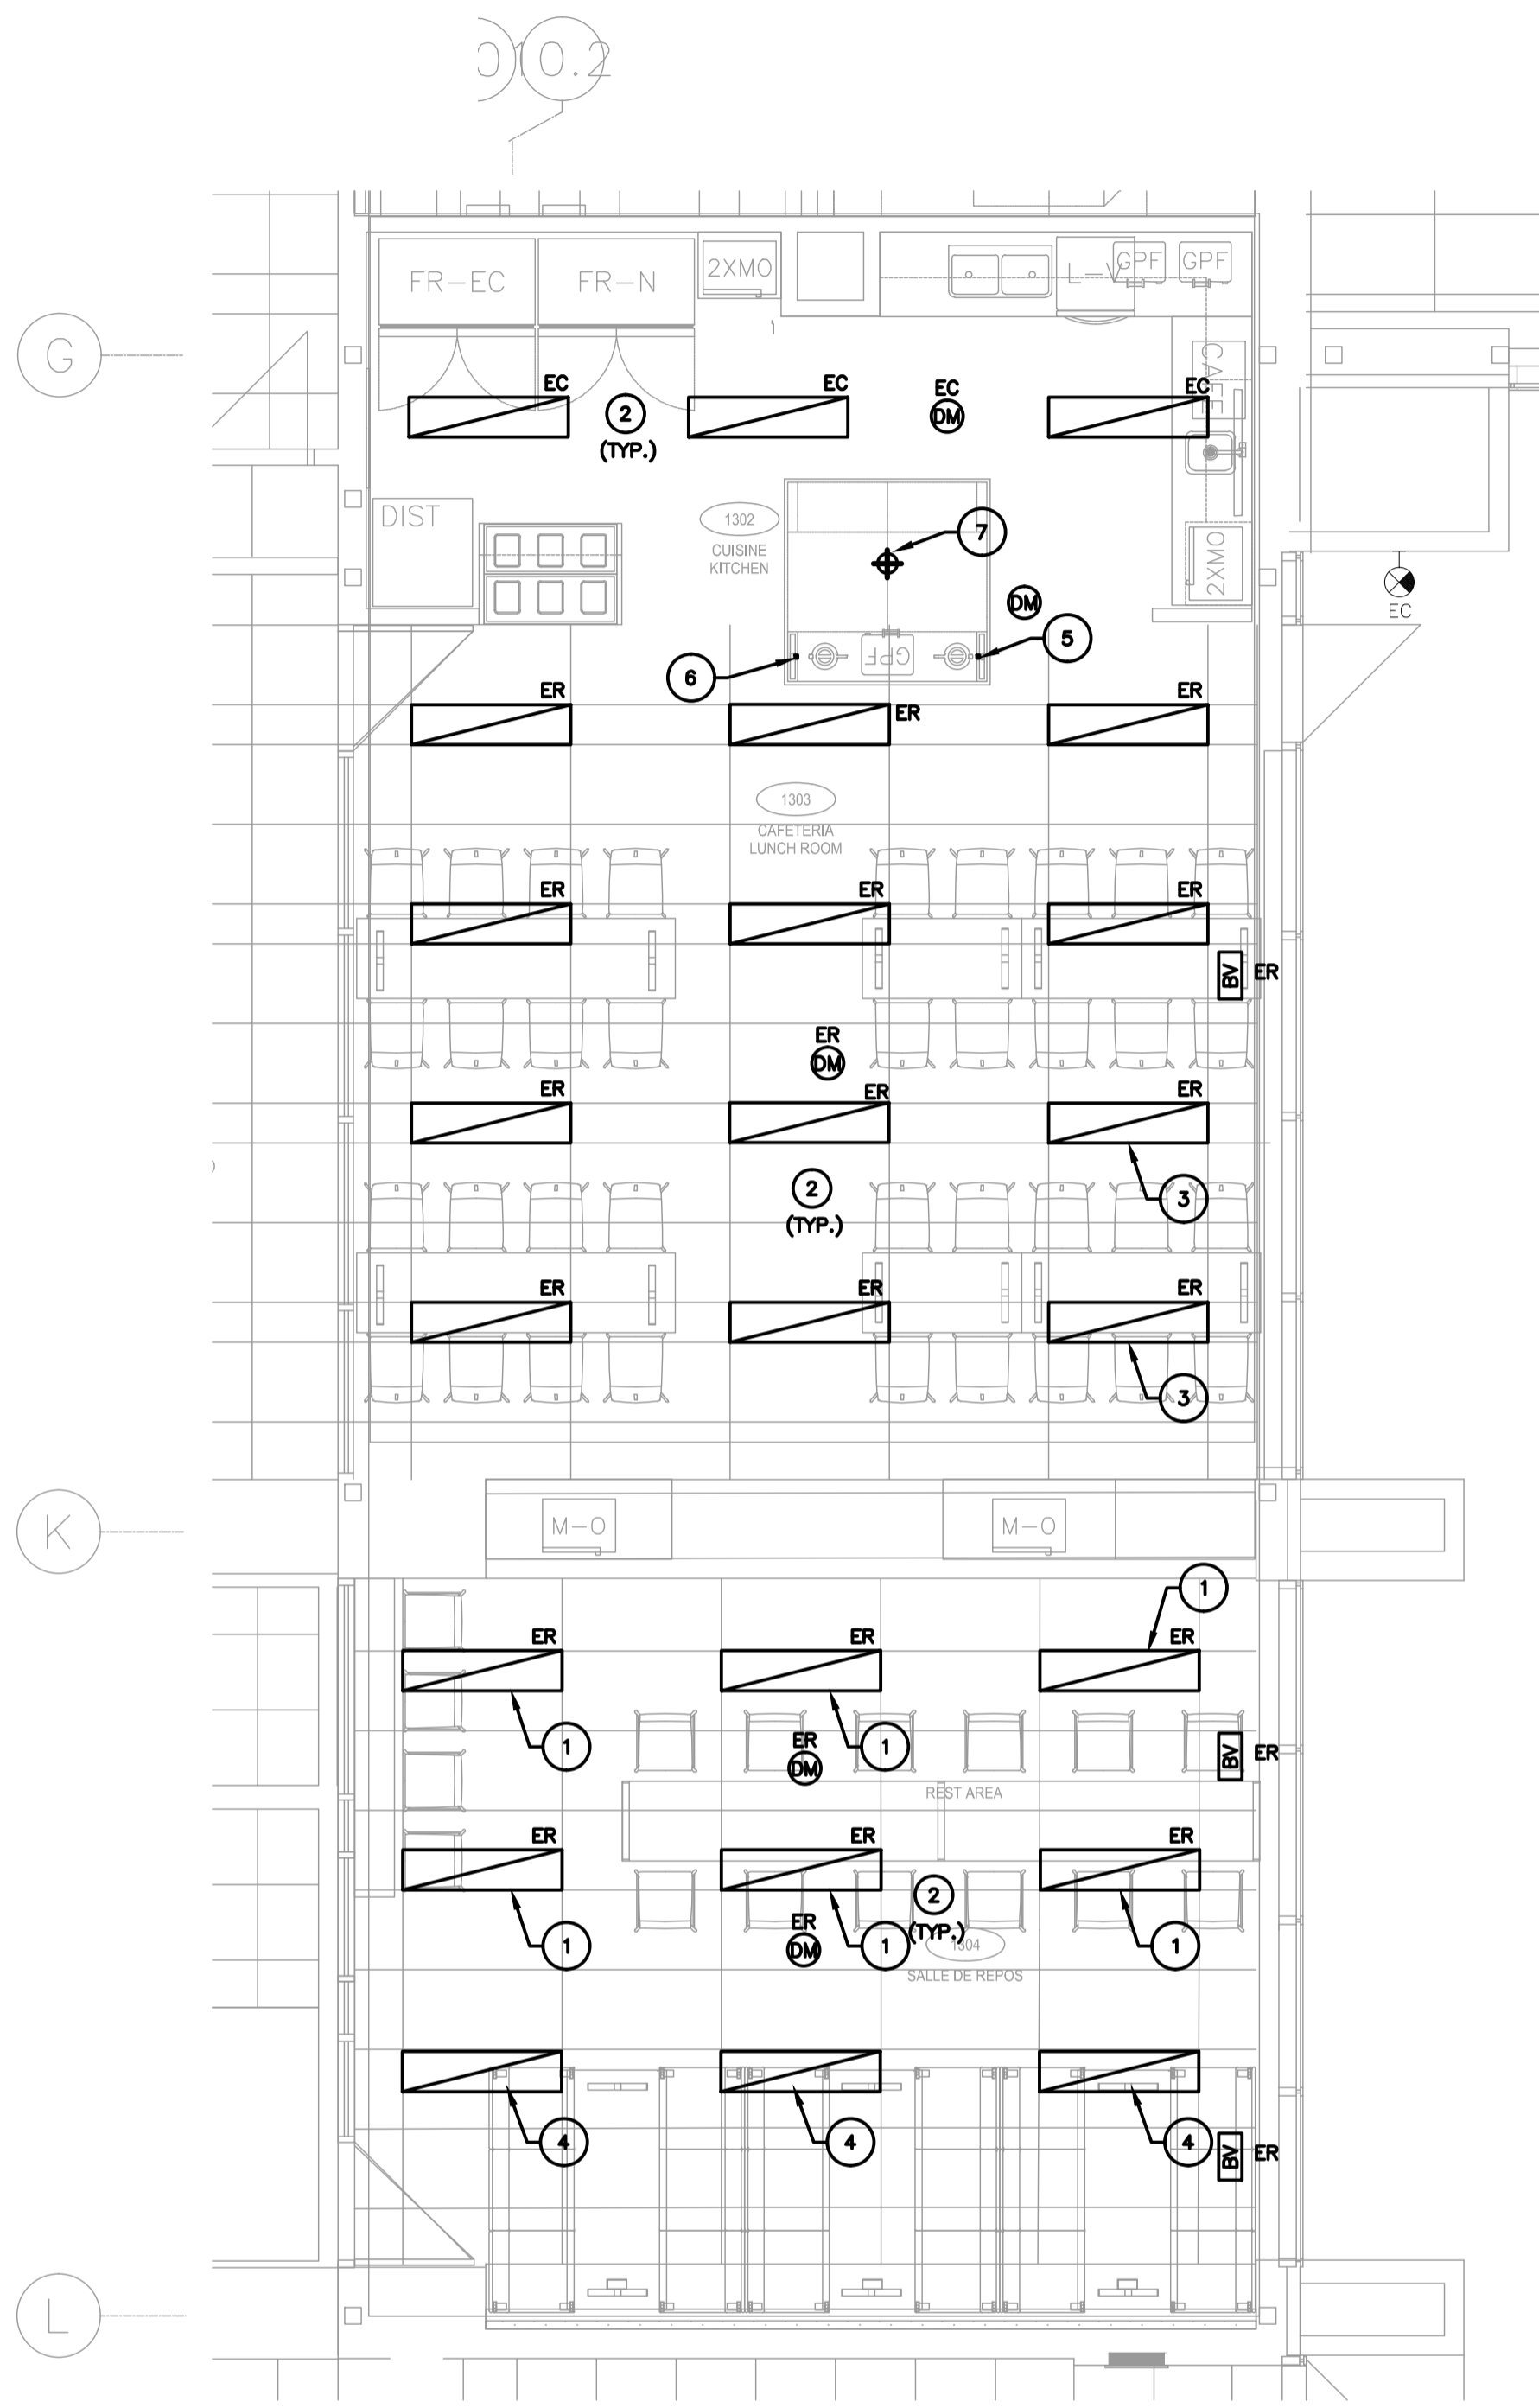 10.2
FR-EC
FR-N
2XMO
L-V
GPF
GPF
G
CAFE
EC
EC
EC
EC
DM
2
(TYP.)
DIST
1302
CUISINE
KITCHEN
7
2XMO
DM
EC
5
GPF
6
ER
ER
ER
1303
CAFETERIA
LUNCH ROOM
ER
ER
ER
BV
ER
ER
DM
ER
ER
ER
2
(TYP.)
3
ER
ER
ER
3
K
M-O
M-O
1
ER
ER
ER
1
1
ER
DM
BV
ER
REST AREA
ER
ER
ER
2
(TYP.)
ER
DM
1
1
1
1304
SALLE DE REPOS
4
4
4
BV
ER
L